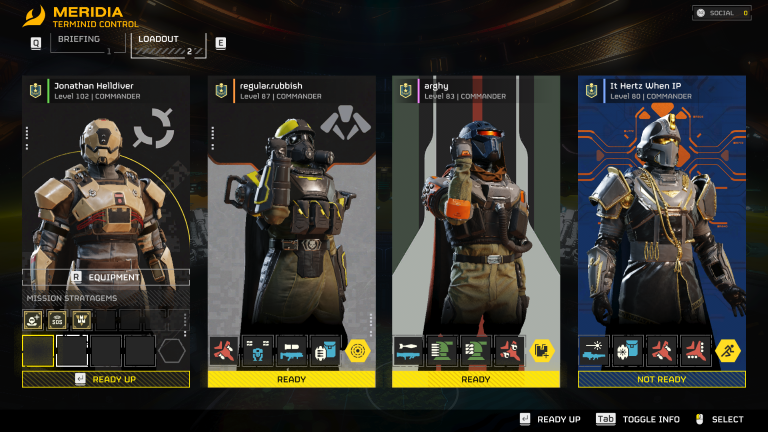 MERIDIA
TERMINID CONTROL
SOCIAL 0
Q BRIEFING 1 LOADOUT 2 E
Jonathan Helldiver
Level 102 | COMMANDER
regular.rubbish
Level 87 | COMMANDER
arghy
Level 83 | COMMANDER
It Hertz When IP
Level 80 | COMMANDER
R EQUIPMENT
MISSION STRATAGEMS
SOS
READY UP
READY
READY
NOT READY
READY UP Tab TOGGLE INFO SELECT